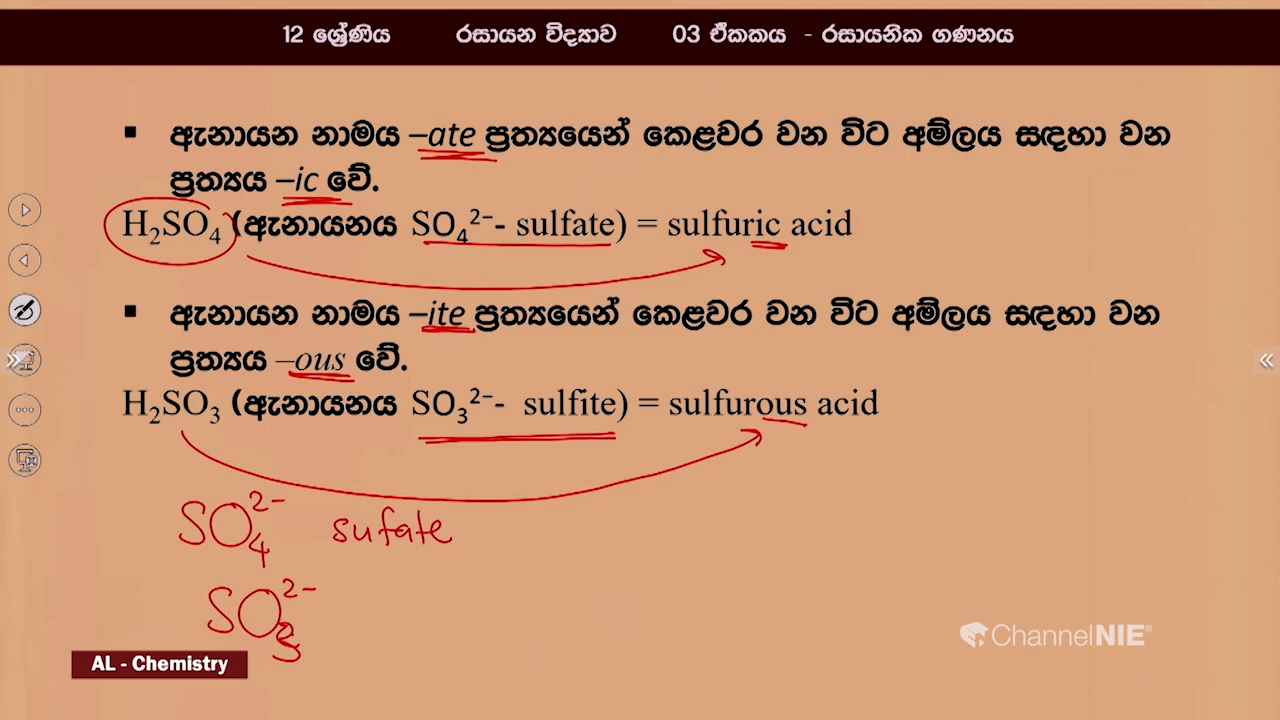 12 ශ්‍රේණිය රසායන විද්‍යාව 03 ඒකකය - රසායනික ගණනය
▪ ඇනායන නාමය –ate ප්‍රත්‍යයෙන් කෙළවර වන විට අම්ලය සඳහා වන
ප්‍රත්‍යය –ic වේ.
H₂SO₄ (ඇනායනය SO₄²⁻- sulfate) = sulfuric acid
▪ ඇනායන නාමය –ite ප්‍රත්‍යයෙන් කෙළවර වන විට අම්ලය සඳහා වන
ප්‍රත්‍යය –ous වේ.
H₂SO₃ (ඇනායනය SO₃²⁻- sulfite) = sulfurous acid
SO₄²⁻ sufate
SO₃²⁻
ChannelNIE®
AL - Chemistry